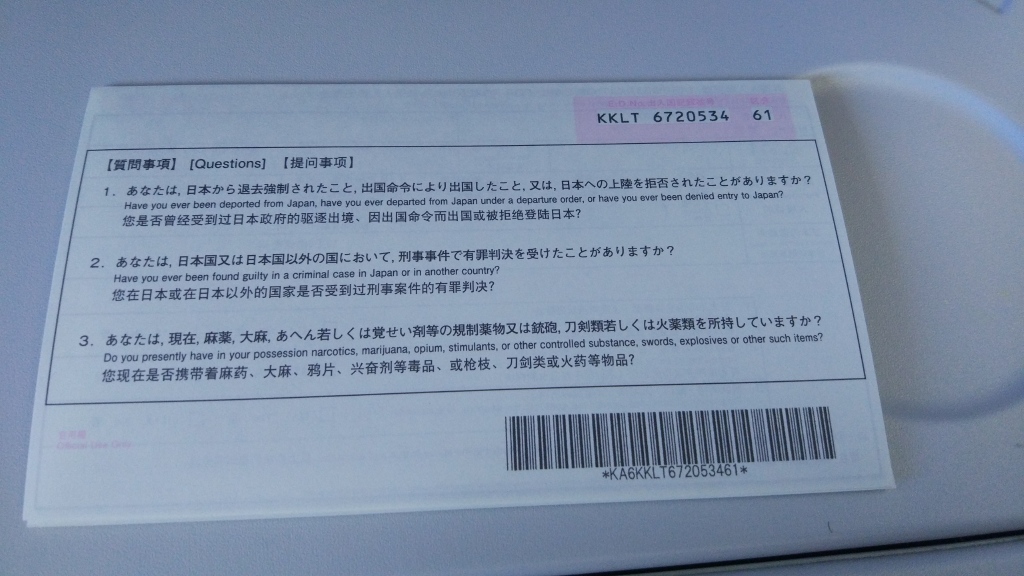 KKLT 6720534 61
【質問事項】 [Questions] 【提问事项】
1. あなたは, 日本から退去強制されたこと, 出国命令により出国したこと, 又は, 日本への上陸を拒否されたことがありますか？
Have you ever been deported from Japan, have you ever departed from Japan under a departure order, or have you ever been denied entry to Japan?
您是否曾经受到过日本政府的驱逐出境、因出国命令而出国或被拒绝登陆日本？
2. あなたは, 日本国又は日本国以外の国において, 刑事事件で有罪判決を受けたことがありますか？
Have you ever been found guilty in a criminal case in Japan or in another country?
您在日本或在日本以外的国家是否受到过刑事案件的有罪判决？
3. あなたは, 現在, 麻薬, 大麻, あへん若しくは覚せい剤等の規制薬物又は銃砲, 刀剣類若しくは火薬類を所持していますか？
Do you presently have in your possession narcotics, marijuana, opium, stimulants, or other controlled substance, swords, explosives or other such items?
您现在是否携带着麻药、大麻、鸦片、兴奋剂等毒品、或枪枝、刀剑类或火药等物品？
Official Use Only
*KA6KKLT672053461*